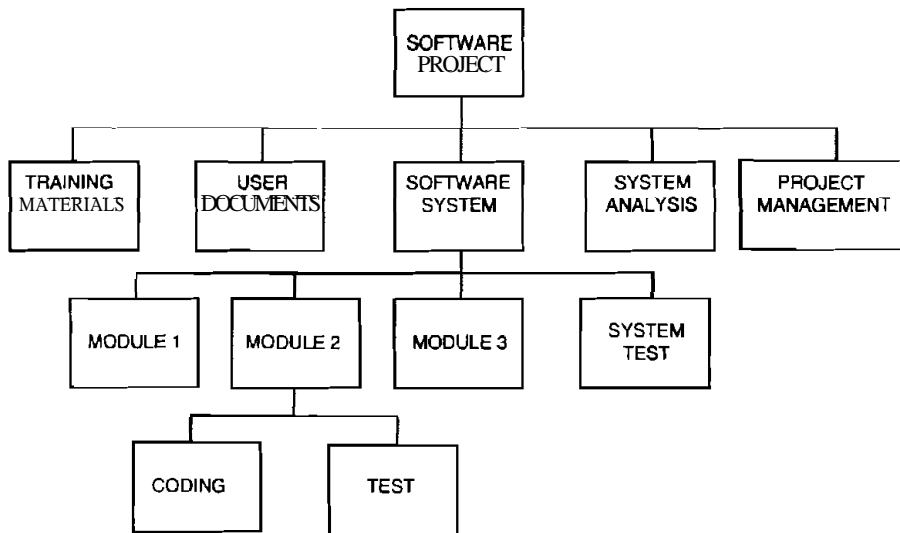 SOFTWARE
PROJECT
TRAINING
MATERIALS
USER
DOCUMENTS
SOFTWARE
SYSTEM
SYSTEM
ANALYSIS
PROJECT
MANAGEMENT
MODULE 1
MODULE 2
MODULE 3
SYSTEM
TEST
CODING
TEST